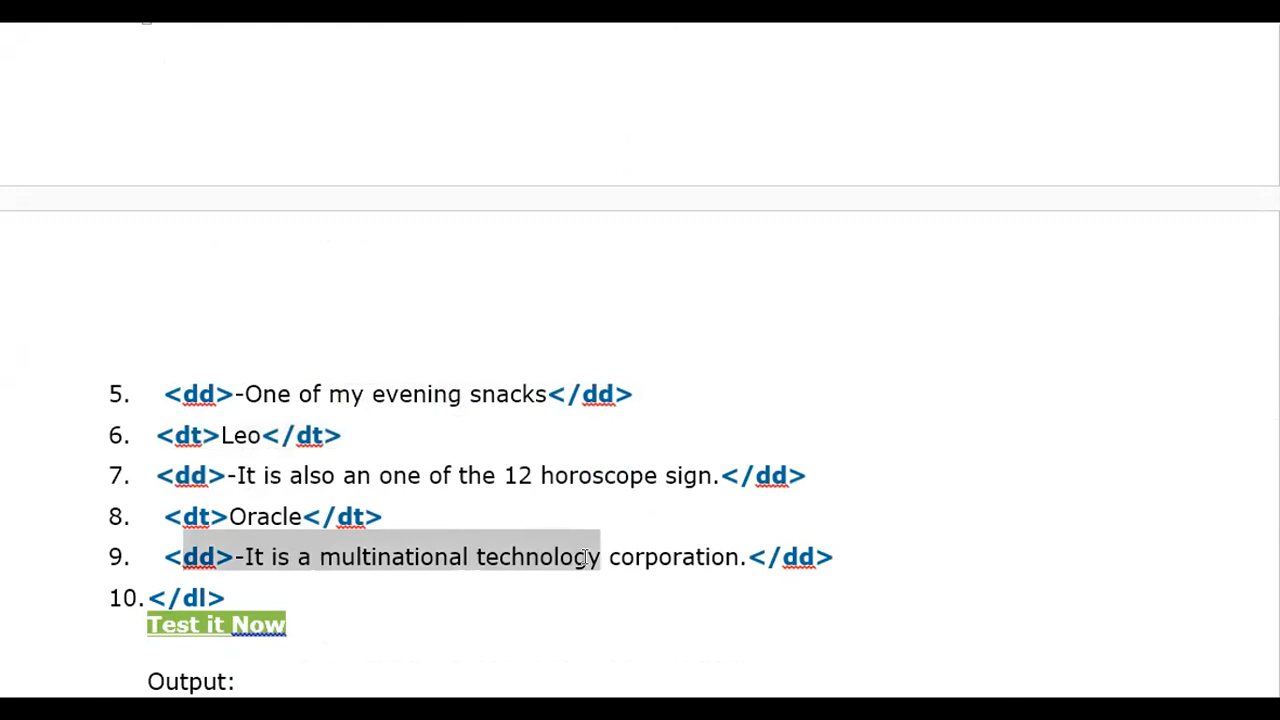 5. <dd>-One of my evening snacks</dd>
6. <dt>Leo</dt>
7. <dd>-It is also an one of the 12 horoscope sign.</dd>
8. <dt>Oracle</dt>
9. <dd>-It is a multinational technology corporation.</dd>
10. </dl>
Test it Now
Output: